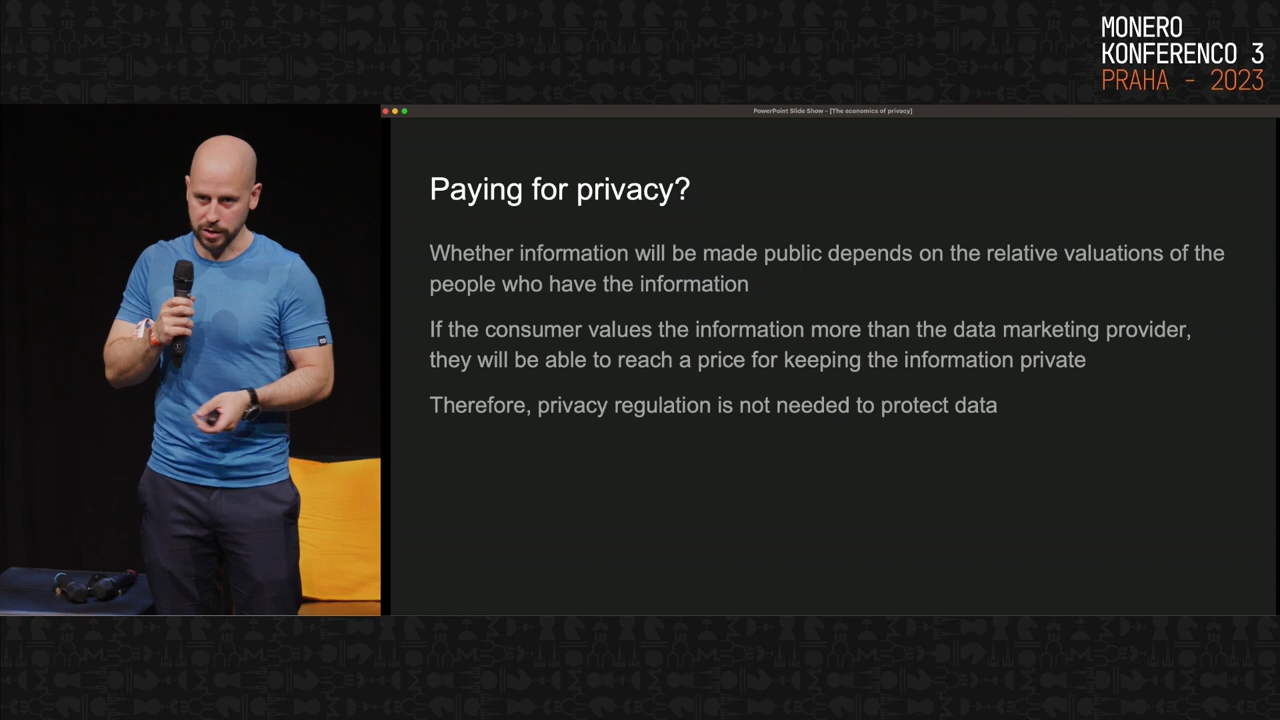 MONERO
KONFERENCO 3
PRAHA - 2023
PowerPoint Slide Show - [The economics of privacy]
Paying for privacy?
Whether information will be made public depends on the relative valuations of the
people who have the information
If the consumer values the information more than the data marketing provider,
they will be able to reach a price for keeping the information private
Therefore, privacy regulation is not needed to protect data